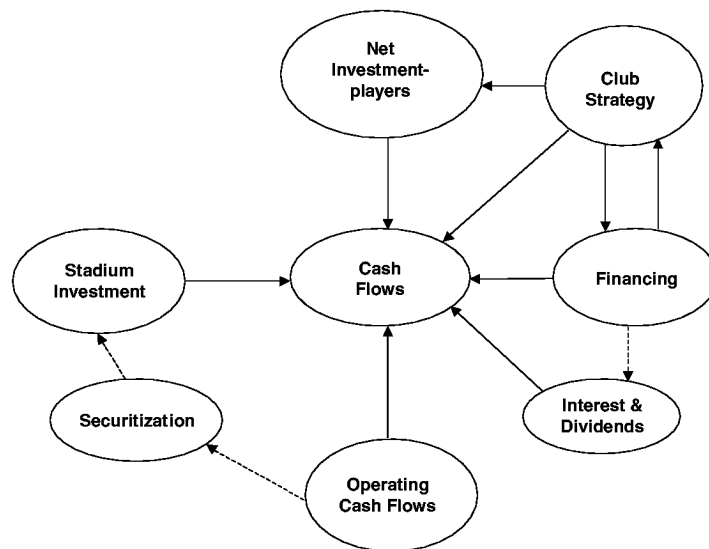 Net
Investment-
players
Club
Strategy
Stadium
Investment
Cash
Flows
Financing
Securitization
Interest &
Dividends
Operating
Cash Flows